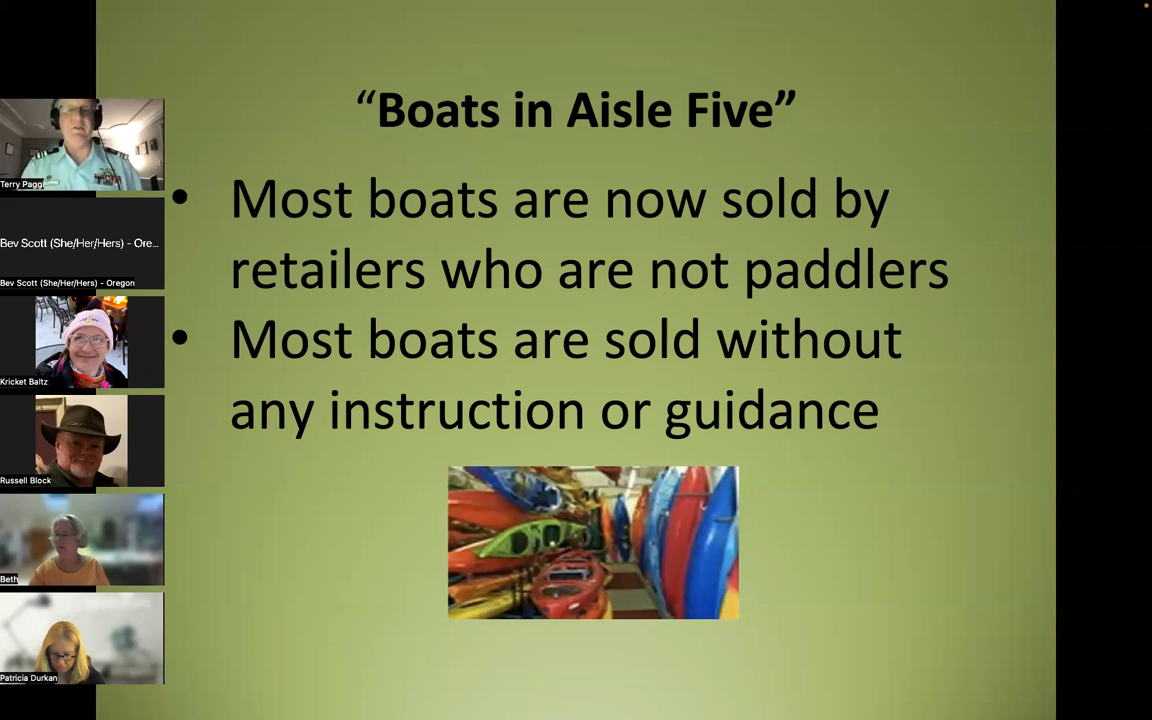 “Boats in Aisle Five”
• Most boats are now sold by
retailers who are not paddlers
• Most boats are sold without
any instruction or guidance
Terry Paggi
Bev Scott (She/Her/Hers) - Ore...
Bev Scott (She/Her/Hers) - Oregon
Kricket Baltz
Russell Block
Beth
Patricia Durkan